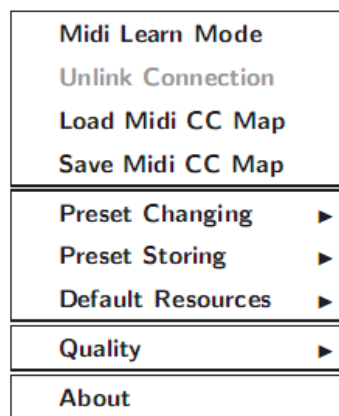 Midi Learn Mode
Unlink Connection
Load Midi CC Map
Save Midi CC Map
Preset Changing
Preset Storing
Default Resources
Quality
About